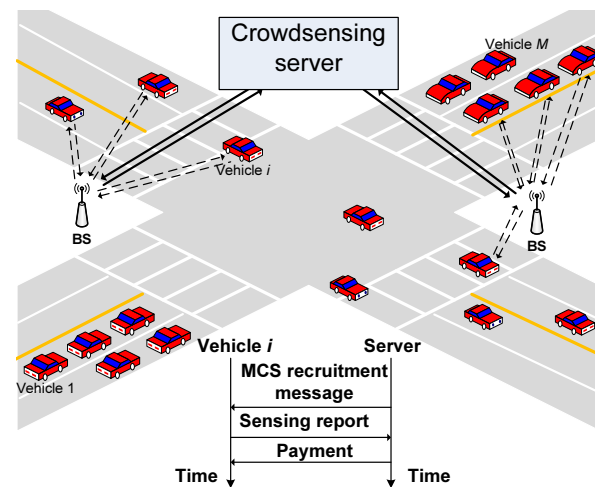 Crowdsensing
server
Vehicle M
Vehicle i
BS
BS
Vehicle 1
Vehicle i
Server
MCS recruitment
message
Sensing report
Payment
Time
Time